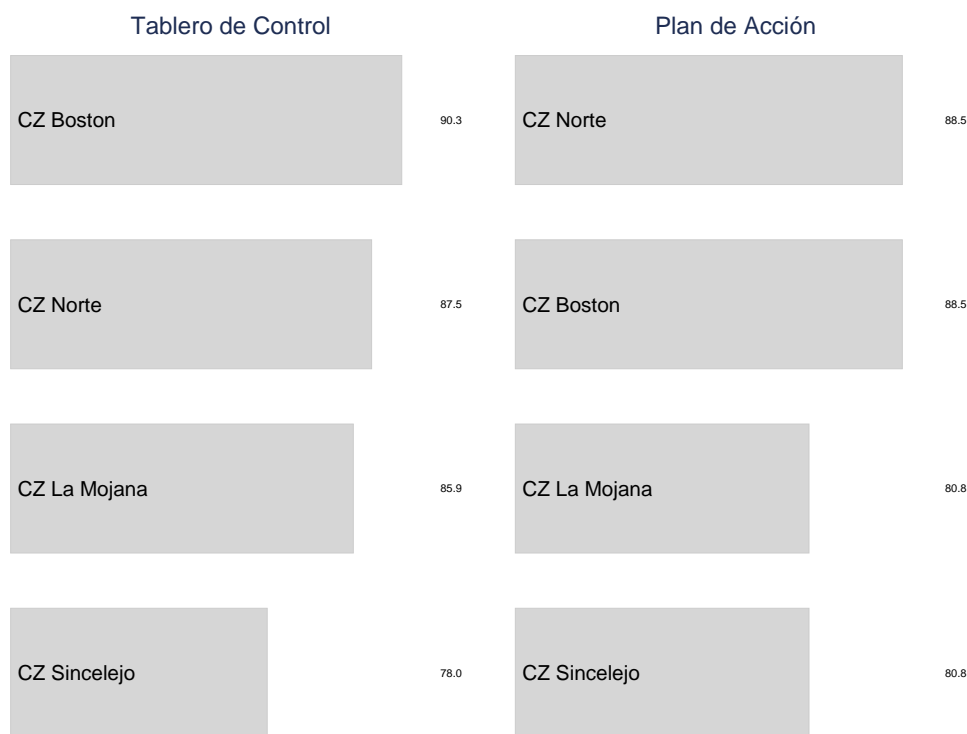 Tablero de Control
CZ Boston 90.3
CZ Norte 87.5
CZ La Mojana 85.9
CZ Sincelejo 78.0
Plan de Acción
CZ Norte 88.5
CZ Boston 88.5
CZ La Mojana 80.8
CZ Sincelejo 80.8